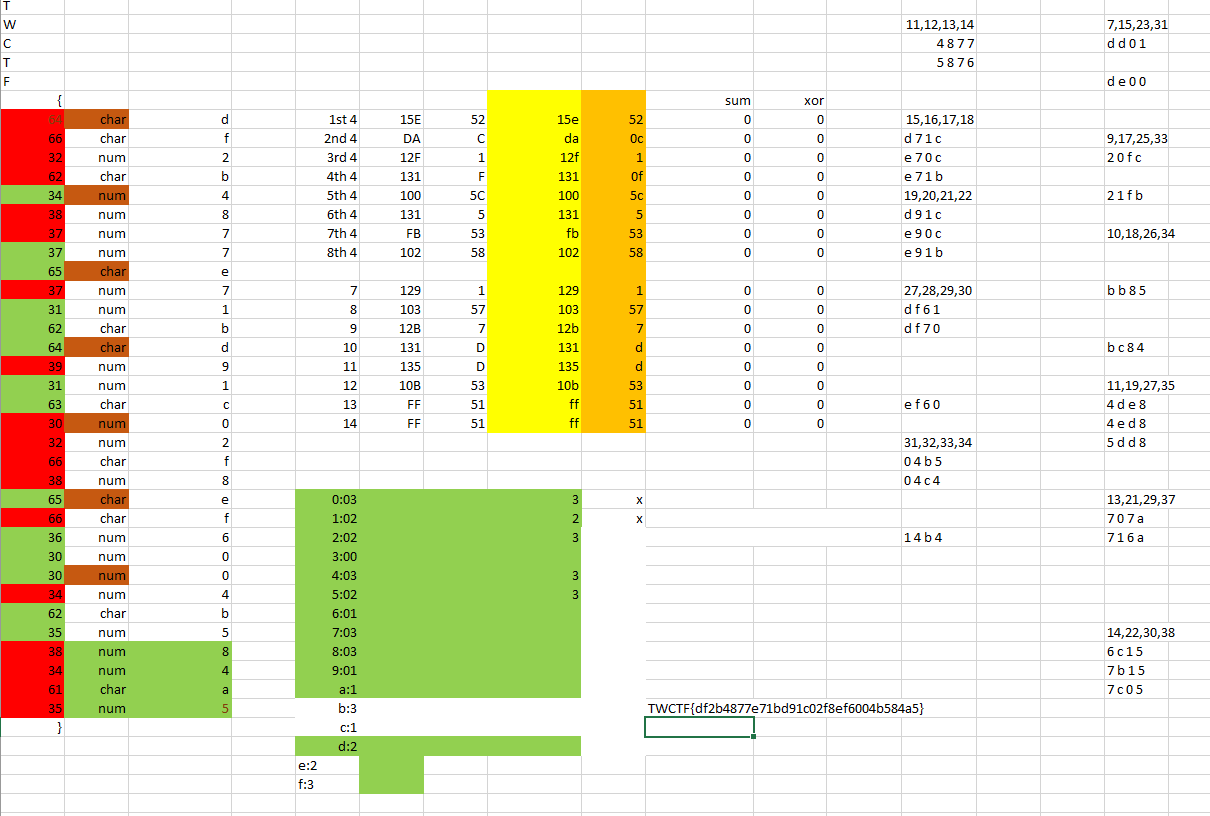 T
W 11,12,13,14 7,15,23,31
C 4 8 7 7 d d 0 1
T 5 8 7 6
F d e 0 0
{ sum xor
64 char d 1st 4 15E 52 15e 52 0 0 15,16,17,18
66 char f 2nd 4 DA C da 0c 0 0 d 7 1 c 9,17,25,33
32 num 2 3rd 4 12F 1 12f 1 0 0 e 7 0 c 2 0 f c
62 char b 4th 4 131 F 131 0f 0 0 e 7 1 b
34 num 4 5th 4 100 5C 100 5c 0 0 19,20,21,22 2 1 f b
38 num 8 6th 4 131 5 131 5 0 0 d 9 1 c
37 num 7 7th 4 FB 53 fb 53 0 0 e 9 0 c 10,18,26,34
37 num 7 8th 4 102 58 102 58 0 0 e 9 1 b
65 char e
37 num 7 7 129 1 129 1 0 0 27,28,29,30 b b 8 5
31 num 1 8 103 57 103 57 0 0 d f 6 1
62 char b 9 12B 7 12b 7 0 0 d f 7 0
64 char d 10 131 D 131 d 0 0 b c 8 4
39 num 9 11 135 D 135 d 0 0
31 num 1 12 10B 53 10b 53 0 0 11,19,27,35
63 char c 13 FF 51 ff 51 0 0 e f 6 0 4 d e 8
30 num 0 14 FF 51 ff 51 0 0 4 e d 8
32 num 2 31,32,33,34 5 d d 8
66 char f 0 4 b 5
38 num 8 0 4 c 4
65 char e 0:03 3 x 13,21,29,37
66 char f 1:02 2 x 7 0 7 a
36 num 6 2:02 3 1 4 b 4 7 1 6 a
30 num 0 3:00
30 num 0 4:03 3
34 num 4 5:02 3
62 char b 6:01
35 num 5 7:03 14,22,30,38
38 num 8 8:03 6 c 1 5
34 num 4 9:01 7 b 1 5
61 char a a:1 7 c 0 5
35 num 5 b:3 TWCTF{df2b4877e71bd91c02f8ef6004b584a5}
} c:1
d:2
e:2
f:3